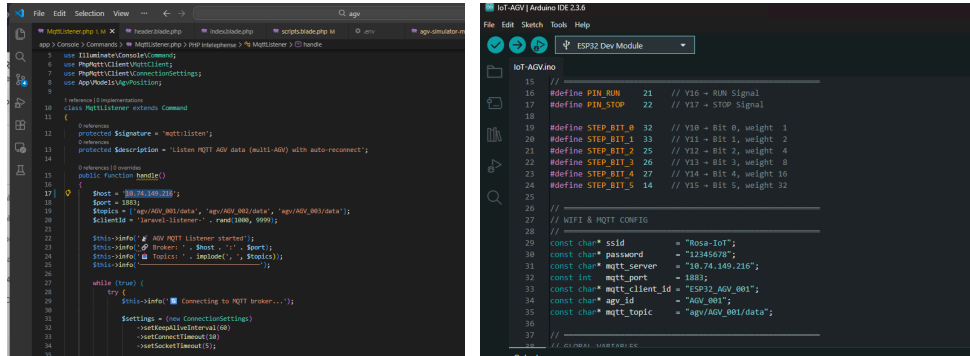 File Edit Selection View ··· ← → agv
MqttListener.php 1, M × header.blade.php index.blade.php scripts.blade.php M .env agv-simulator-m
app > Console > Commands > MqttListener.php > PHP Intelephense > MqttListener > handle
5 use Illuminate\Console\Command;
6 use PhpMqtt\Client\MqttClient;
7 use PhpMqtt\Client\ConnectionSettings;
8 use App\Models\AgvPosition;
9
1 reference | 0 implementations
10 class MqttListener extends Command
11 {
0 references
12 protected $signature = 'mqtt:listen';
0 references
13 protected $description = 'Listen MQTT AGV data (multi-AGV) with auto-reconnect';
14
0 references | 0 overrides
15 public function handle()
16 {
17 $host = '10.74.149.216';
18 $port = 1883;
19 $topics = ['agv/AGV_001/data', 'agv/AGV_002/data', 'agv/AGV_003/data'];
20 $clientId = 'laravel-listener-' . rand(1000, 9999);
21
22 $this->info(' AGV MQTT Listener started');
23 $this->info(' Broker: ' . $host . ':' . $port);
24 $this->info(' Topics: ' . implode(', ', $topics));
25 $this->info('────────────────────');
26
27 while (true) {
28 try {
29 $this->info(' Connecting to MQTT broker...');
30
31 $settings = (new ConnectionSettings)
32 ->setKeepAliveInterval(60)
33 ->setConnectTimeout(10)
34 ->setSocketTimeout(5);
35
IoT-AGV | Arduino IDE 2.3.6
File Edit Sketch Tools Help
ESP32 Dev Module
IoT-AGV.ino
15 // ════════════════════
16 #define PIN_RUN 21 // Y16 → RUN Signal
17 #define PIN_STOP 22 // Y17 → STOP Signal
18
19 #define STEP_BIT_0 32 // Y10 → Bit 0, weight 1
20 #define STEP_BIT_1 33 // Y11 → Bit 1, weight 2
21 #define STEP_BIT_2 25 // Y12 → Bit 2, weight 4
22 #define STEP_BIT_3 26 // Y13 → Bit 3, weight 8
23 #define STEP_BIT_4 27 // Y14 → Bit 4, weight 16
24 #define STEP_BIT_5 14 // Y15 → Bit 5, weight 32
25
26 // ════════════════════
27 // WIFI & MQTT CONFIG
28 // ════════════════════
29 const char* ssid = "Rosa-IoT";
30 const char* password = "12345678";
31 const char* mqtt_server = "10.74.149.216";
32 const int mqtt_port = 1883;
33 const char* mqtt_client_id = "ESP32_AGV_001";
34 const char* agv_id = "AGV_001";
35 const char* mqtt_topic = "agv/AGV_001/data";
36
37 // ════════════════════
38 // GLOBAL VARIABLES